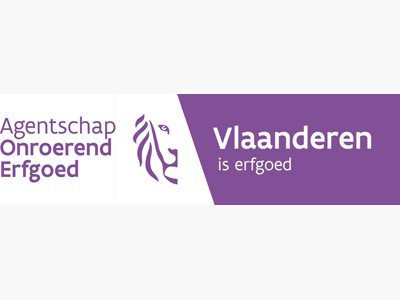 Agentschap
Onroerend
Erfgoed
Vlaanderen
is erfgoed